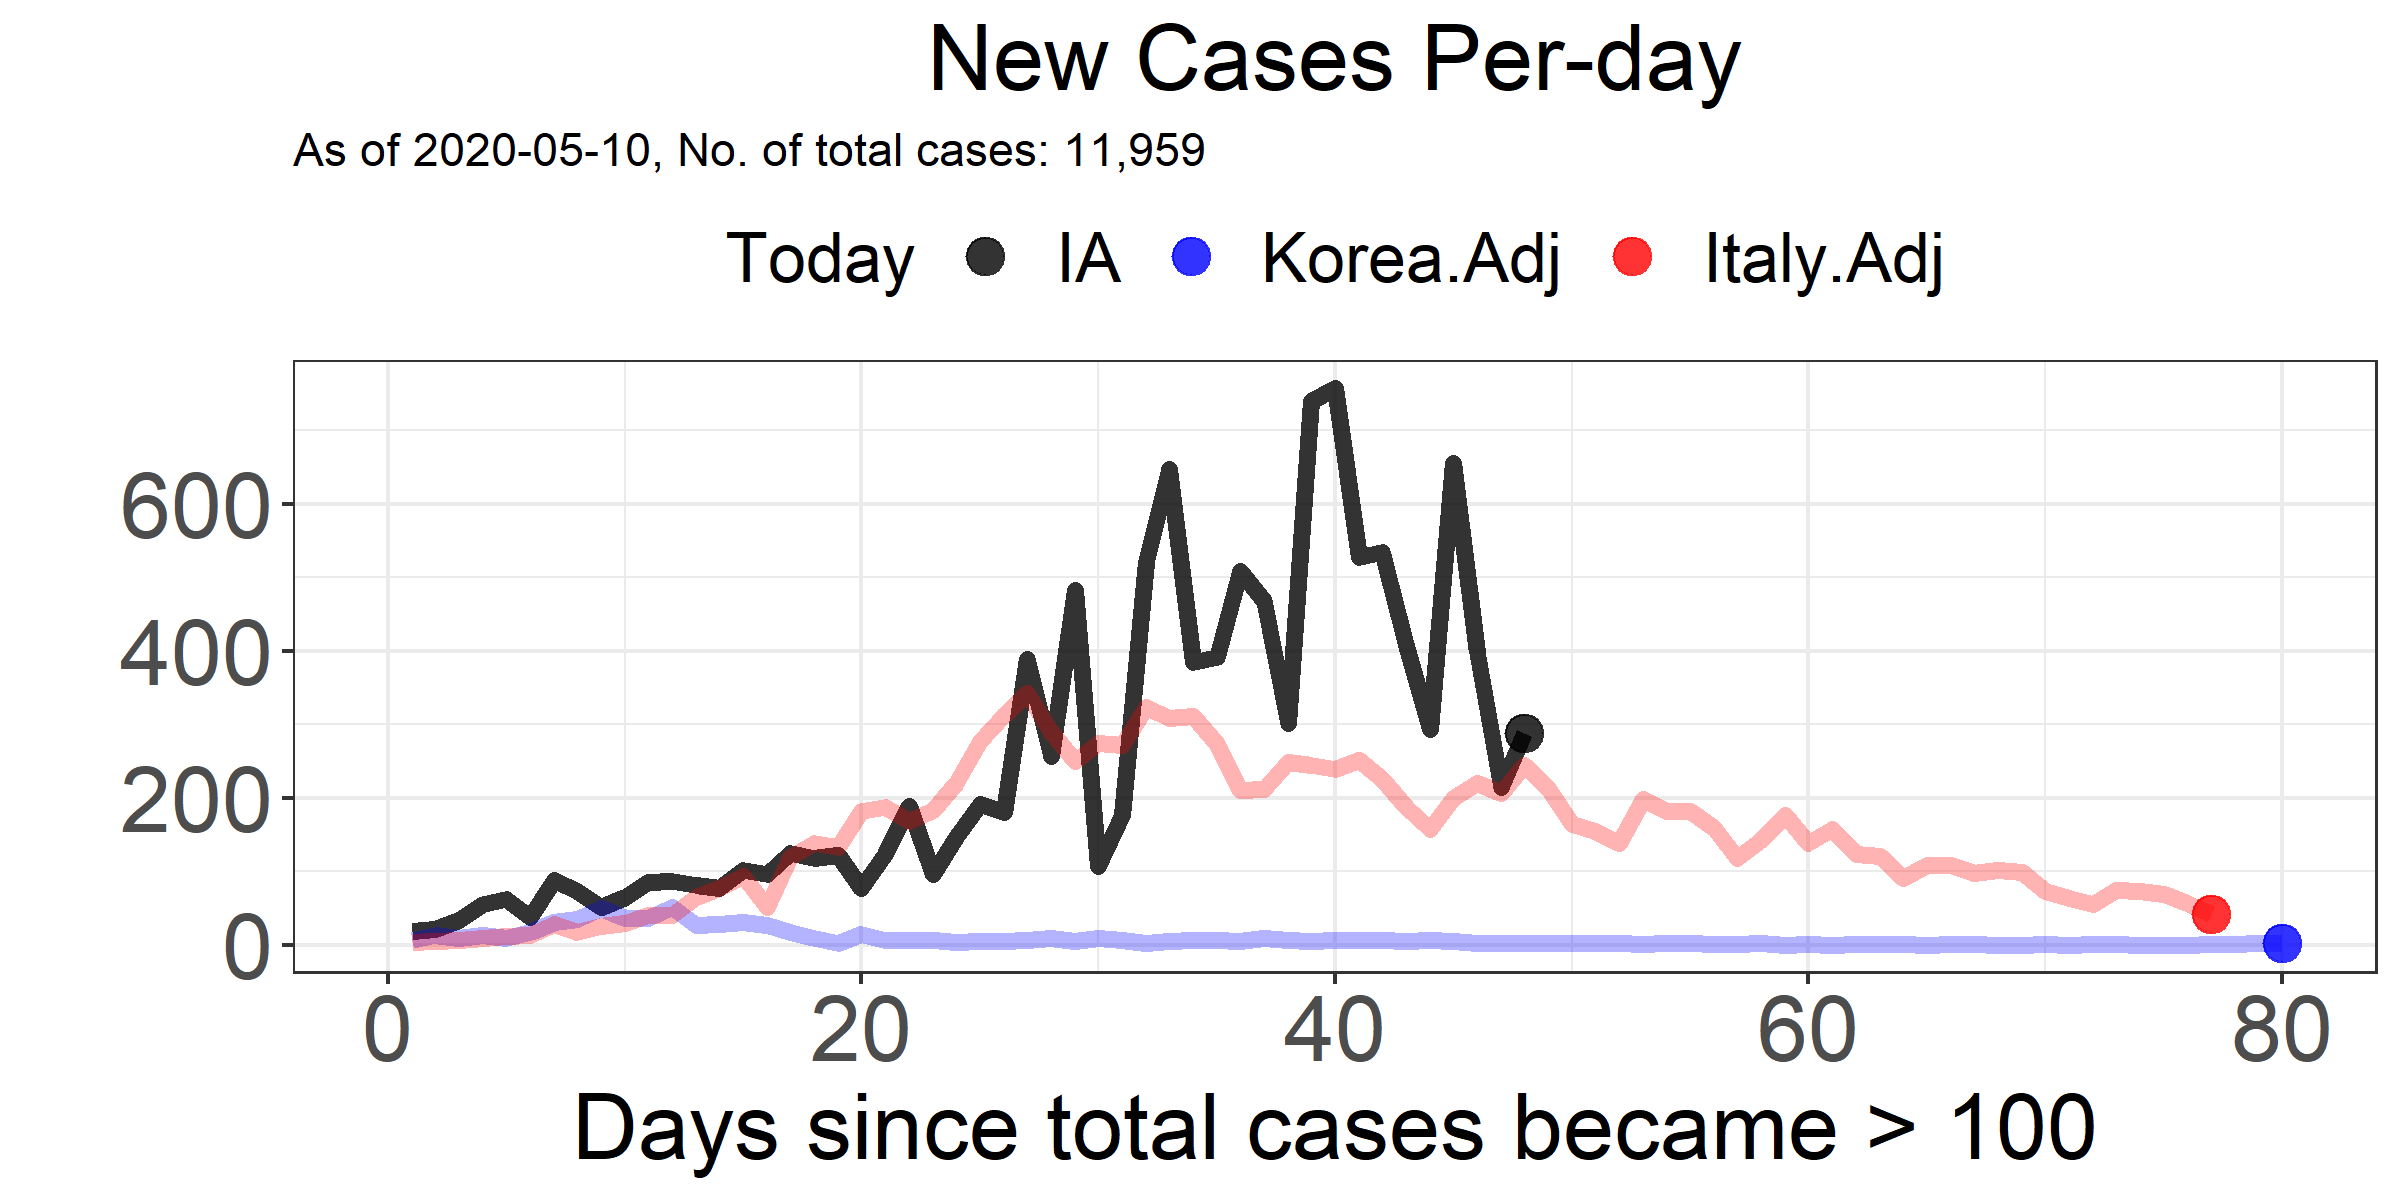 New Cases Per-day
As of 2020-05-10, No. of total cases: 11,959
Today IA Korea.Adj Italy.Adj
600
400
200
0
0 20 40 60 80
Days since total cases became > 100